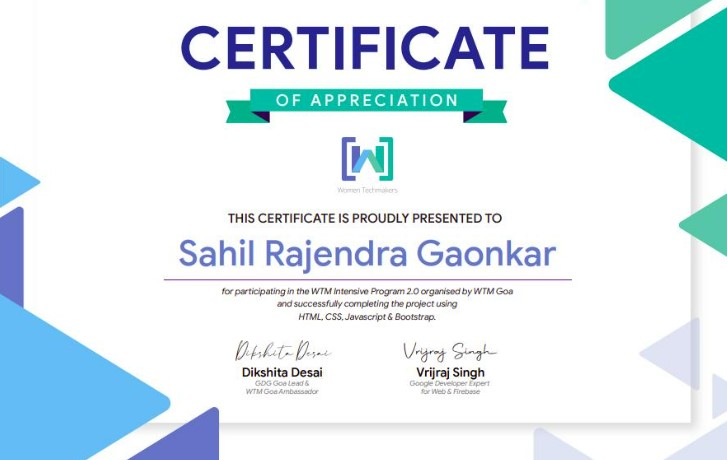 CERTIFICATE
OF APPRECIATION
Women Techmakers
THIS CERTIFICATE IS PROUDLY PRESENTED TO
Sahil Rajendra Gaonkar
for participating in the WTM Intensive Program 2.0 organised by WTM Goa
and successfully completing the project using
HTML, CSS, Javascript & Bootstrap.
Dikshita Desai Vrijraj Singh
Dikshita Desai Vrijraj Singh
GDG Goa Lead & Google Developer Expert
WTM Goa Ambassador for Web & Firebase